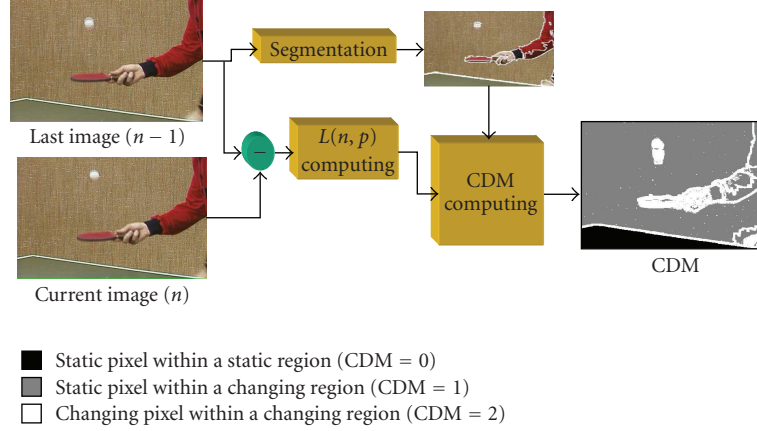 Segmentation
Last image (n − 1)
L(n, p)
computing
−
CDM
computing
CDM
Current image (n)
Static pixel within a static region (CDM = 0)
Static pixel within a changing region (CDM = 1)
Changing pixel within a changing region (CDM = 2)